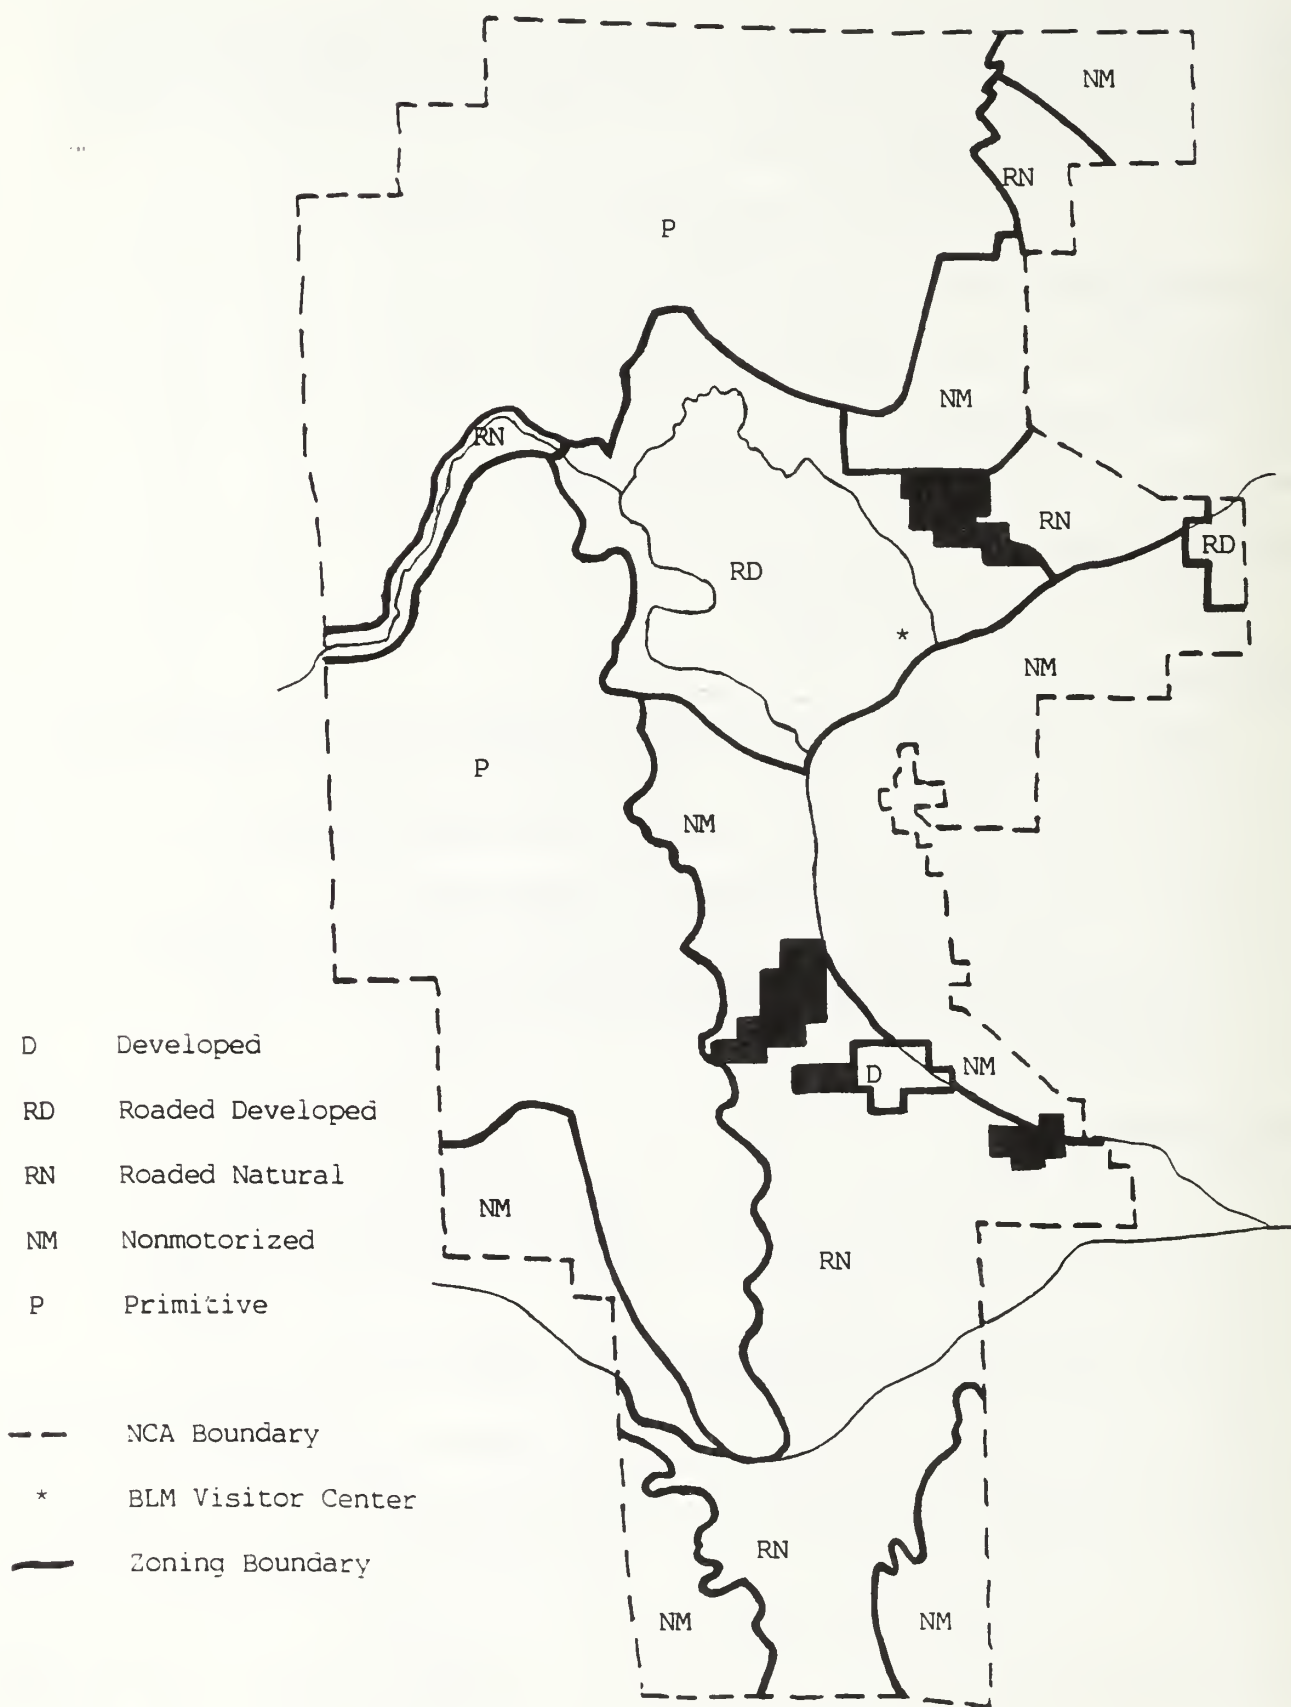 NM
RN
P
NM
RN
RN
RD
RD
*
NM
P
NM
D Developed
NM
D
RD Roaded Developed
RN Roaded Natural
NM
NM Nonmotorized
RN
P Primitive
NCA Boundary
* BLM Visitor Center
RN
Zoning Boundary
NM
NM